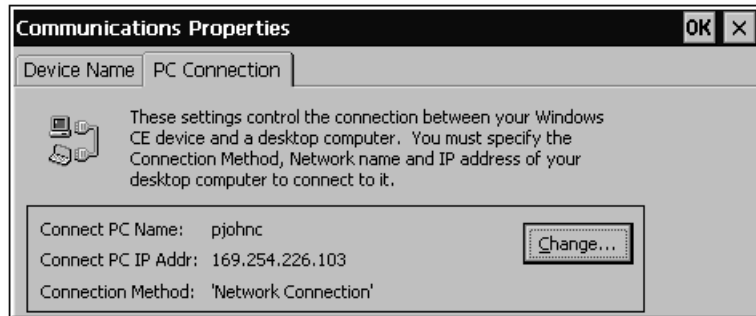 Communications Properties OK ×
Device Name PC Connection
These settings control the connection between your Windows
CE device and a desktop computer. You must specify the
Connection Method, Network name and IP address of your
desktop computer to connect to it.
Connect PC Name: pjohnc
Change...
Connect PC IP Addr: 169.254.226.103
Connection Method: 'Network Connection'